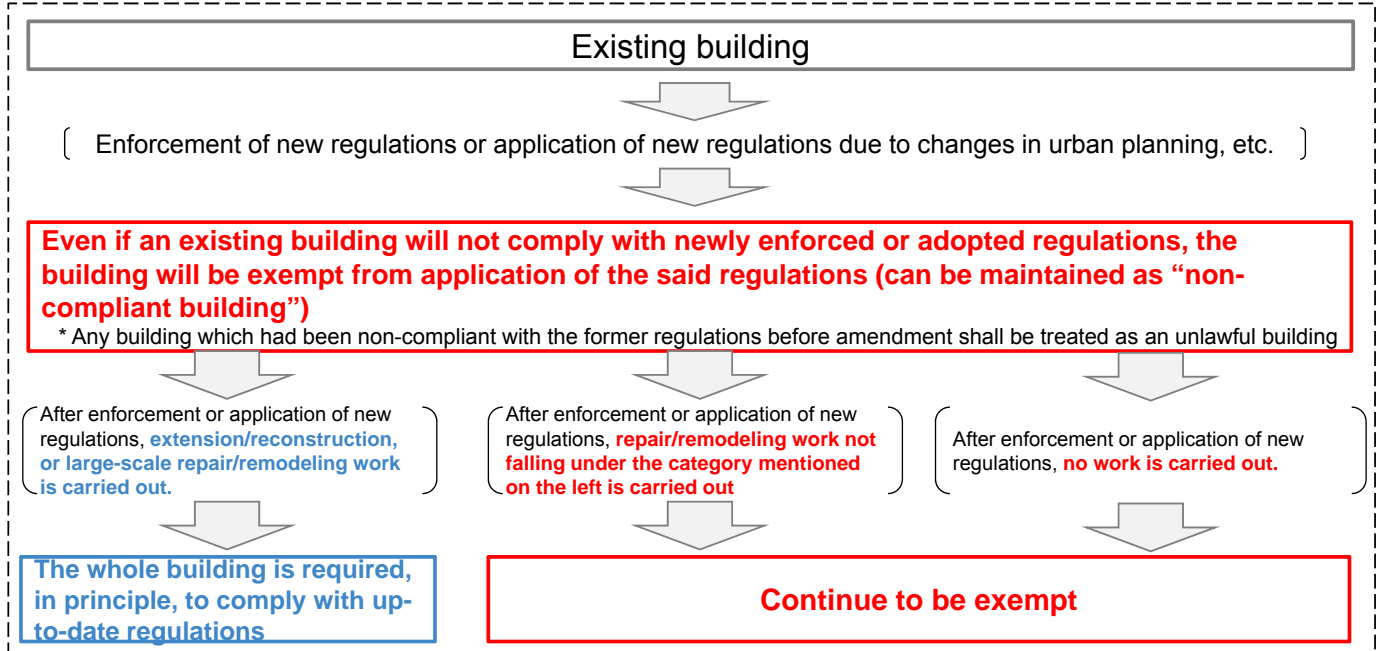 Existing building
Enforcement of new regulations or application of new regulations due to changes in urban planning, etc.
Even if an existing building will not comply with newly enforced or adopted regulations, the
building will be exempt from application of the said regulations (can be maintained as “non-
compliant building”)
* Any building which had been non-compliant with the former regulations before amendment shall be treated as an unlawful building
After enforcement or application of new
regulations, extension/reconstruction,
or large-scale repair/remodeling work
is carried out.
After enforcement or application of new
regulations, repair/remodeling work not
falling under the category mentioned
on the left is carried out
After enforcement or application of new
regulations, no work is carried out.
The whole building is required,
in principle, to comply with up-
to-date regulations
Continue to be exempt